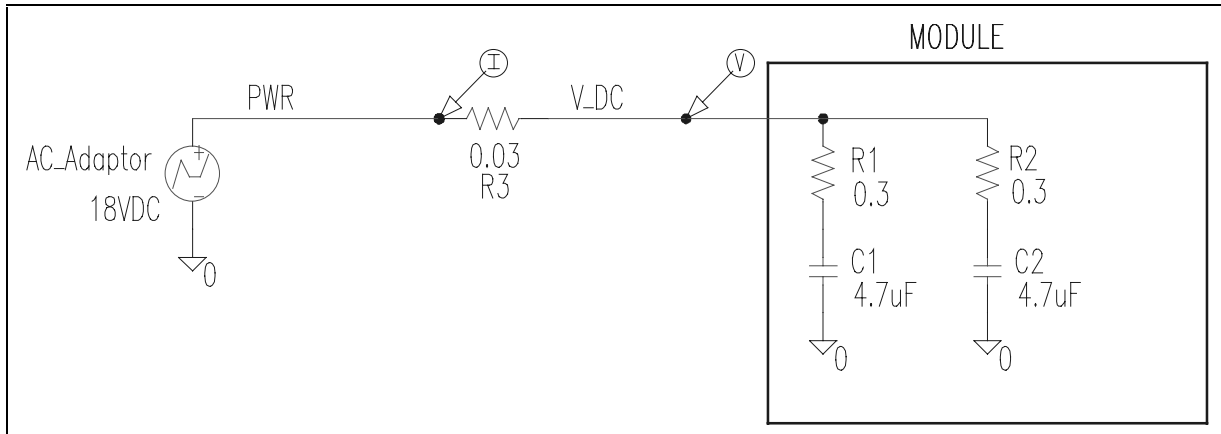 MODULE
I
V
PWR
V_DC
AC_Adaptor
18VDC
+
-
0
0.03
R3
R1
0.3
R2
0.3
C1
4.7uF
C2
4.7uF
0
0